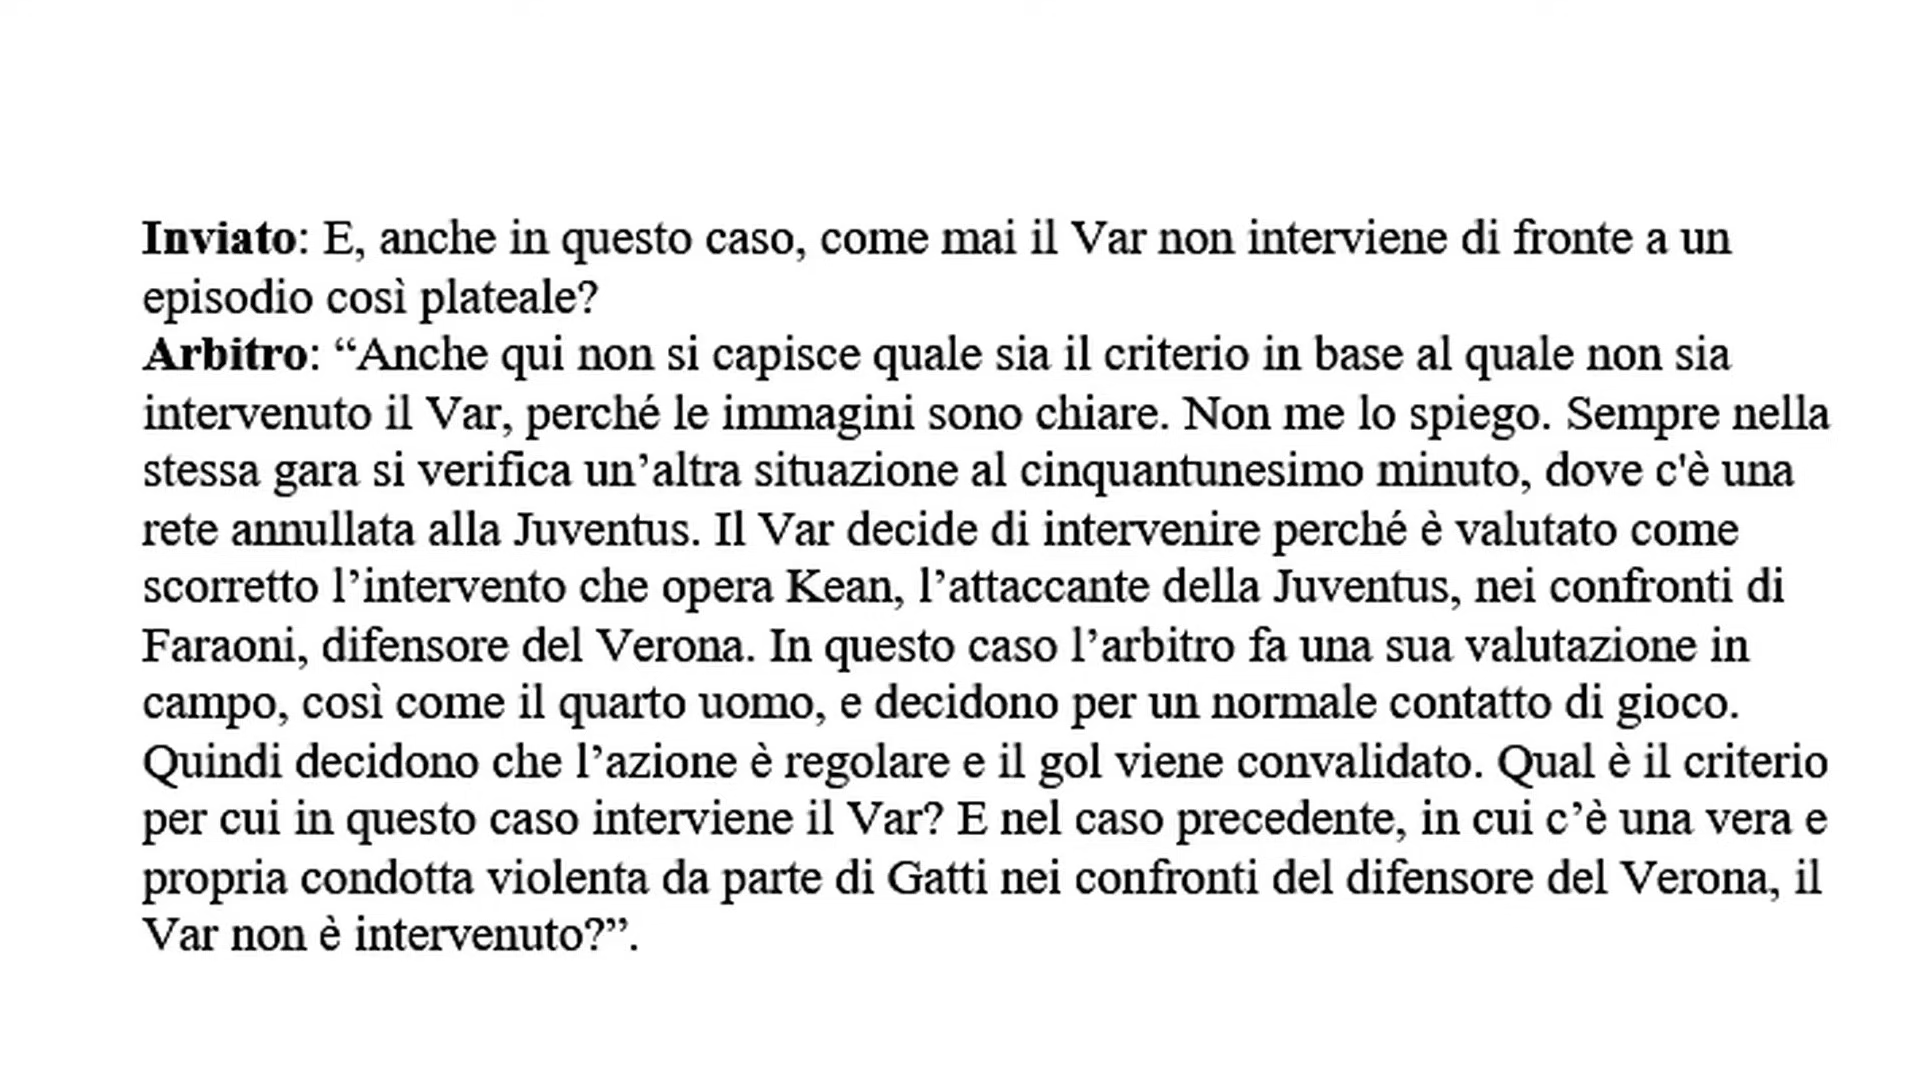 Inviato: E, anche in questo caso, come mai il Var non interviene di fronte a un
episodio così plateale?
Arbitro: “Anche qui non si capisce quale sia il criterio in base al quale non sia
intervenuto il Var, perché le immagini sono chiare. Non me lo spiego. Sempre nella
stessa gara si verifica un’altra situazione al cinquantunesimo minuto, dove c'è una
rete annullata alla Juventus. Il Var decide di intervenire perché è valutato come
scorretto l’intervento che opera Kean, l’attaccante della Juventus, nei confronti di
Faraoni, difensore del Verona. In questo caso l’arbitro fa una sua valutazione in
campo, così come il quarto uomo, e decidono per un normale contatto di gioco.
Quindi decidono che l’azione è regolare e il gol viene convalidato. Qual è il criterio
per cui in questo caso interviene il Var? E nel caso precedente, in cui c’è una vera e
propria condotta violenta da parte di Gatti nei confronti del difensore del Verona, il
Var non è intervenuto?”.